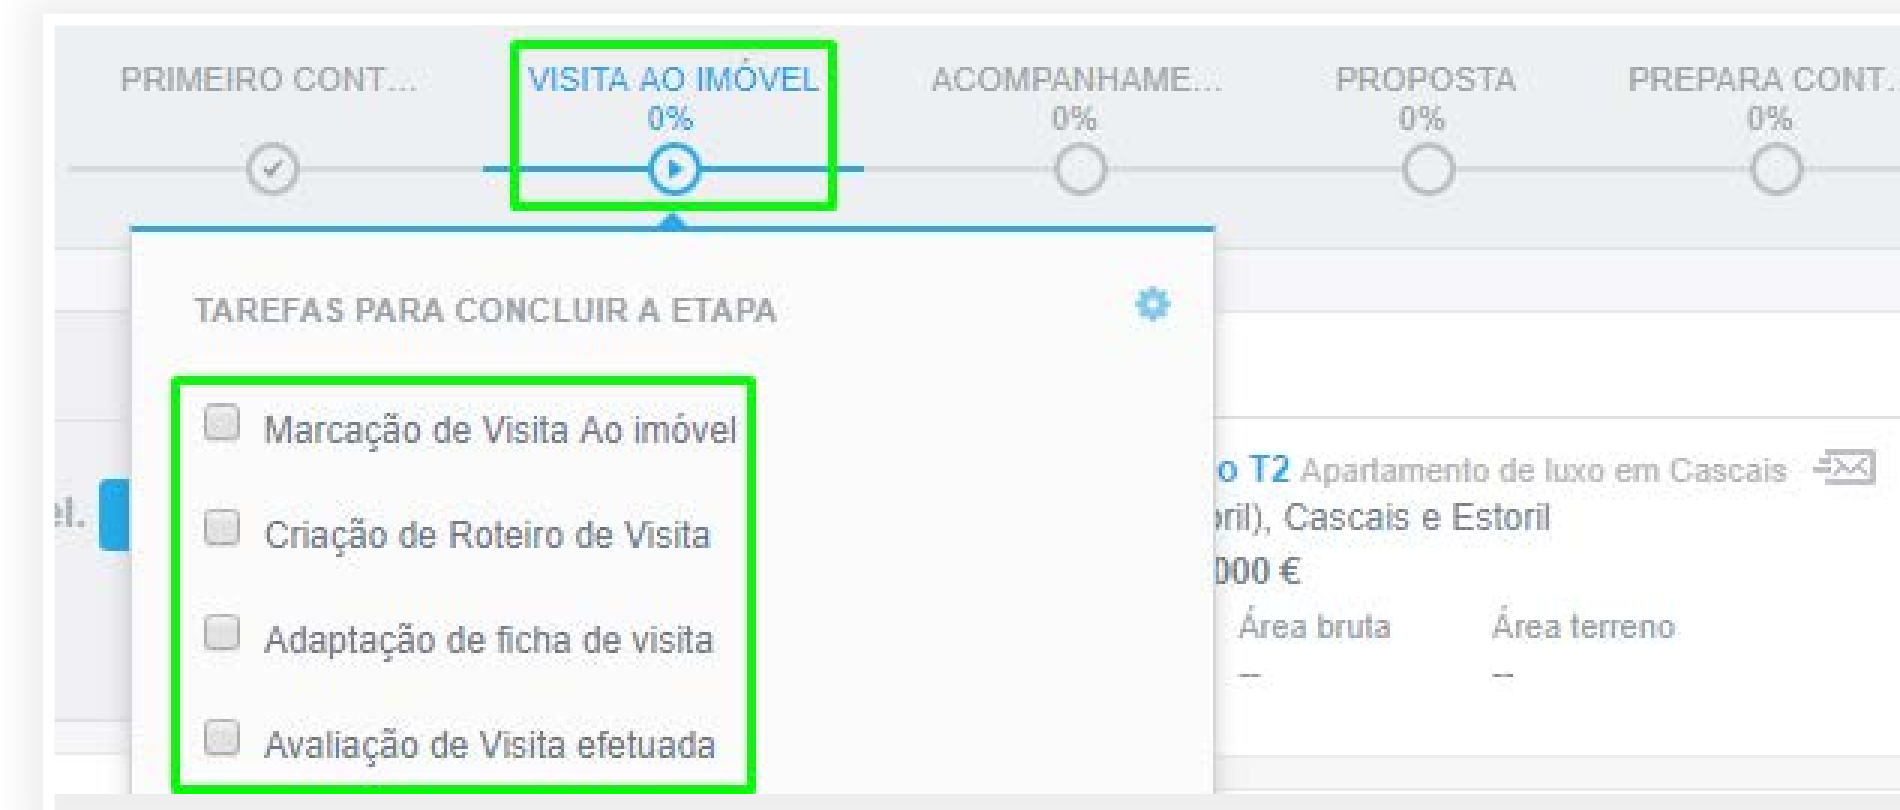 PRIMEIRO CONT...
VISITA AO IMÓVEL
0%
ACOMPANHAME...
0%
PROPOSTA
0%
PREPARA CONT...
0%
TAREFAS PARA CONCLUIR A ETAPA
Marcação de Visita Ao imóvel
Criação de Roteiro de Visita
Adaptação de ficha de visita
Avaliação de Visita efetuada
o T2 Apartamento de luxo em Cascais
oril), Cascais e Estoril
000 €
Área bruta
Área terreno
--
--